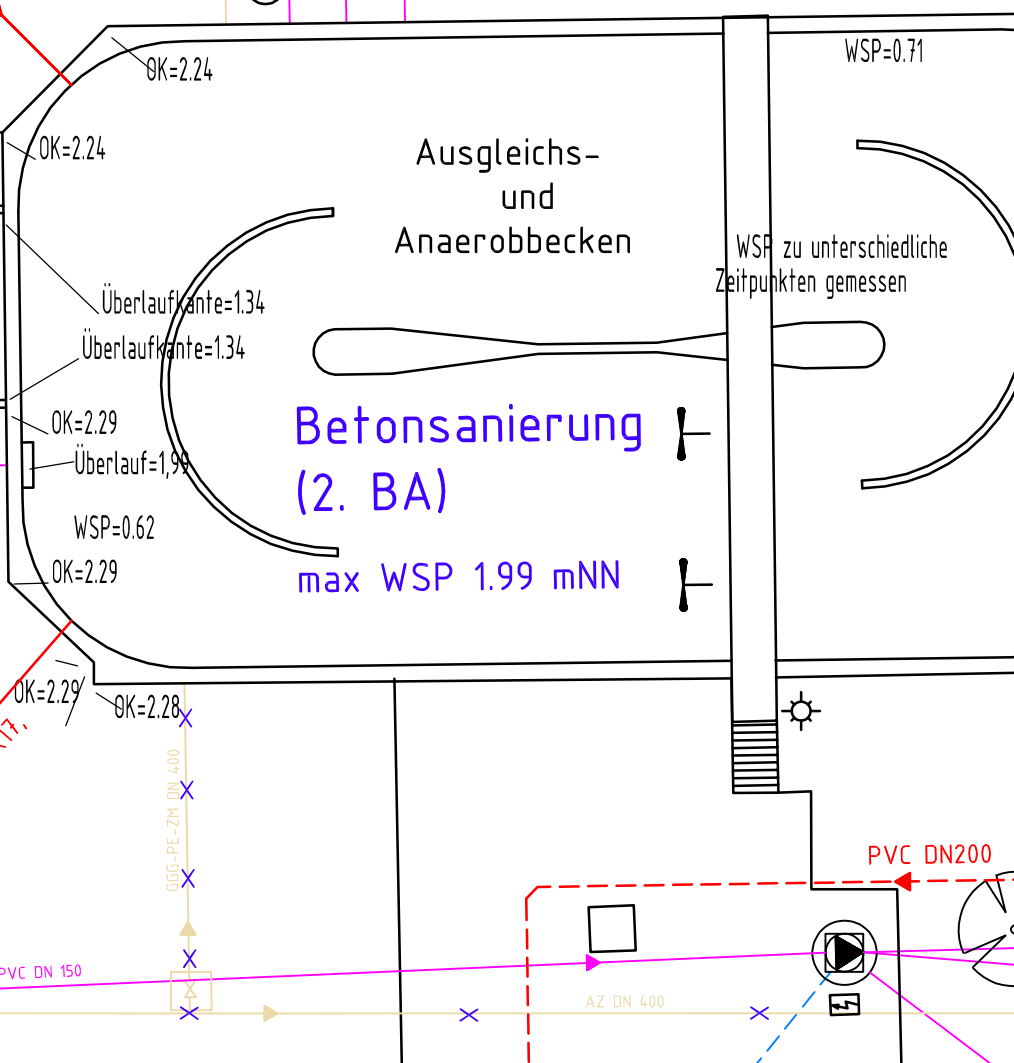 OK=2.24
WSP=0.71
OK=2.24
Ausgleichs-
und
Anaerobbecken
WSP zu unterschiedliche
Zeitpunkten gemessen
Überlaufkante=1.34
Überlaufkante=1.34
OK=2.29
Betonsanierung
(2. BA)
Überlauf=1,99
WSP=0.62
OK=2.29
max WSP 1.99 mNN
OK=2.29
OK=2.28
GGG-PE-ZM DN 400
PVC DN200
PVC DN 150
AZ DN 400